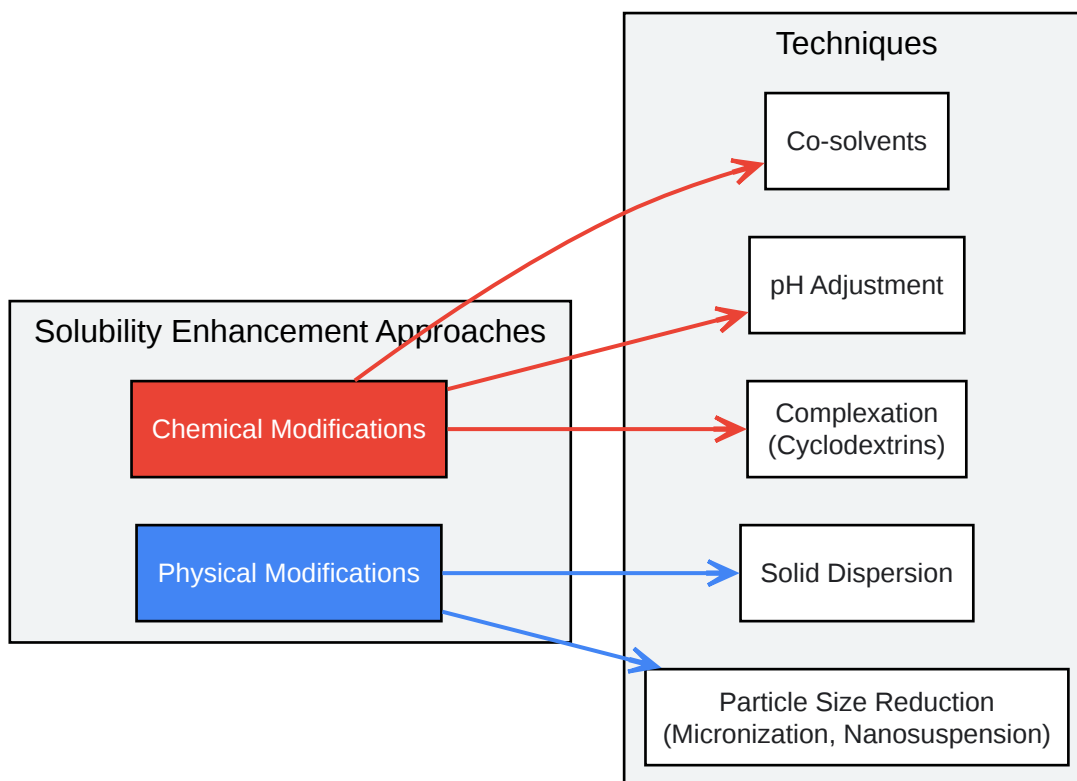 Techniques
Co-solvents
pH Adjustment
Solubility Enhancement Approaches
Chemical Modifications
Complexation
(Cyclodextrins)
Physical Modifications
Solid Dispersion
Particle Size Reduction
(Micronization, Nanosuspension)